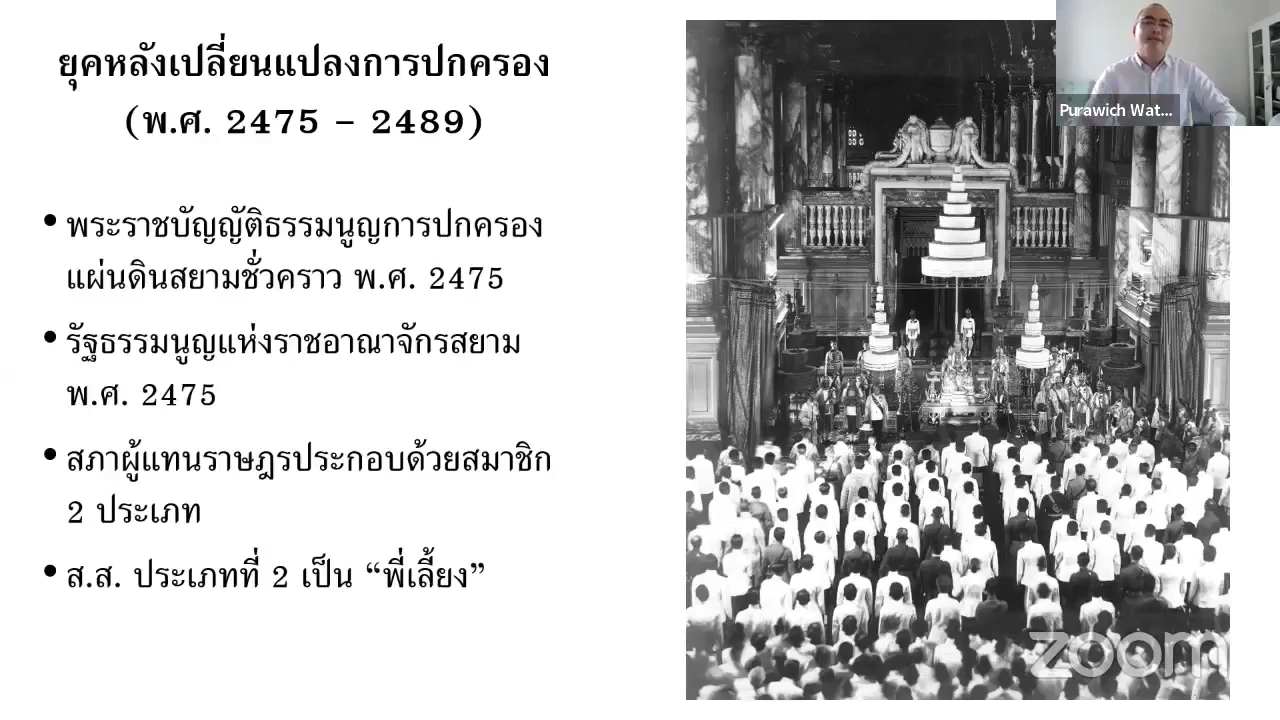 ยุคหลังเปลี่ยนแปลงการปกครอง
(พ.ศ. 2475 – 2489)
• พระราชบัญญัติธรรมนูญการปกครอง
แผ่นดินสยามชั่วคราว พ.ศ. 2475
• รัฐธรรมนูญแห่งราชอาณาจักรสยาม
พ.ศ. 2475
• สภาผู้แทนราษฎรประกอบด้วยสมาชิก
2 ประเภท
• ส.ส. ประเภทที่ 2 เป็น “พี่เลี้ยง”
Purawich Wat...
zoom